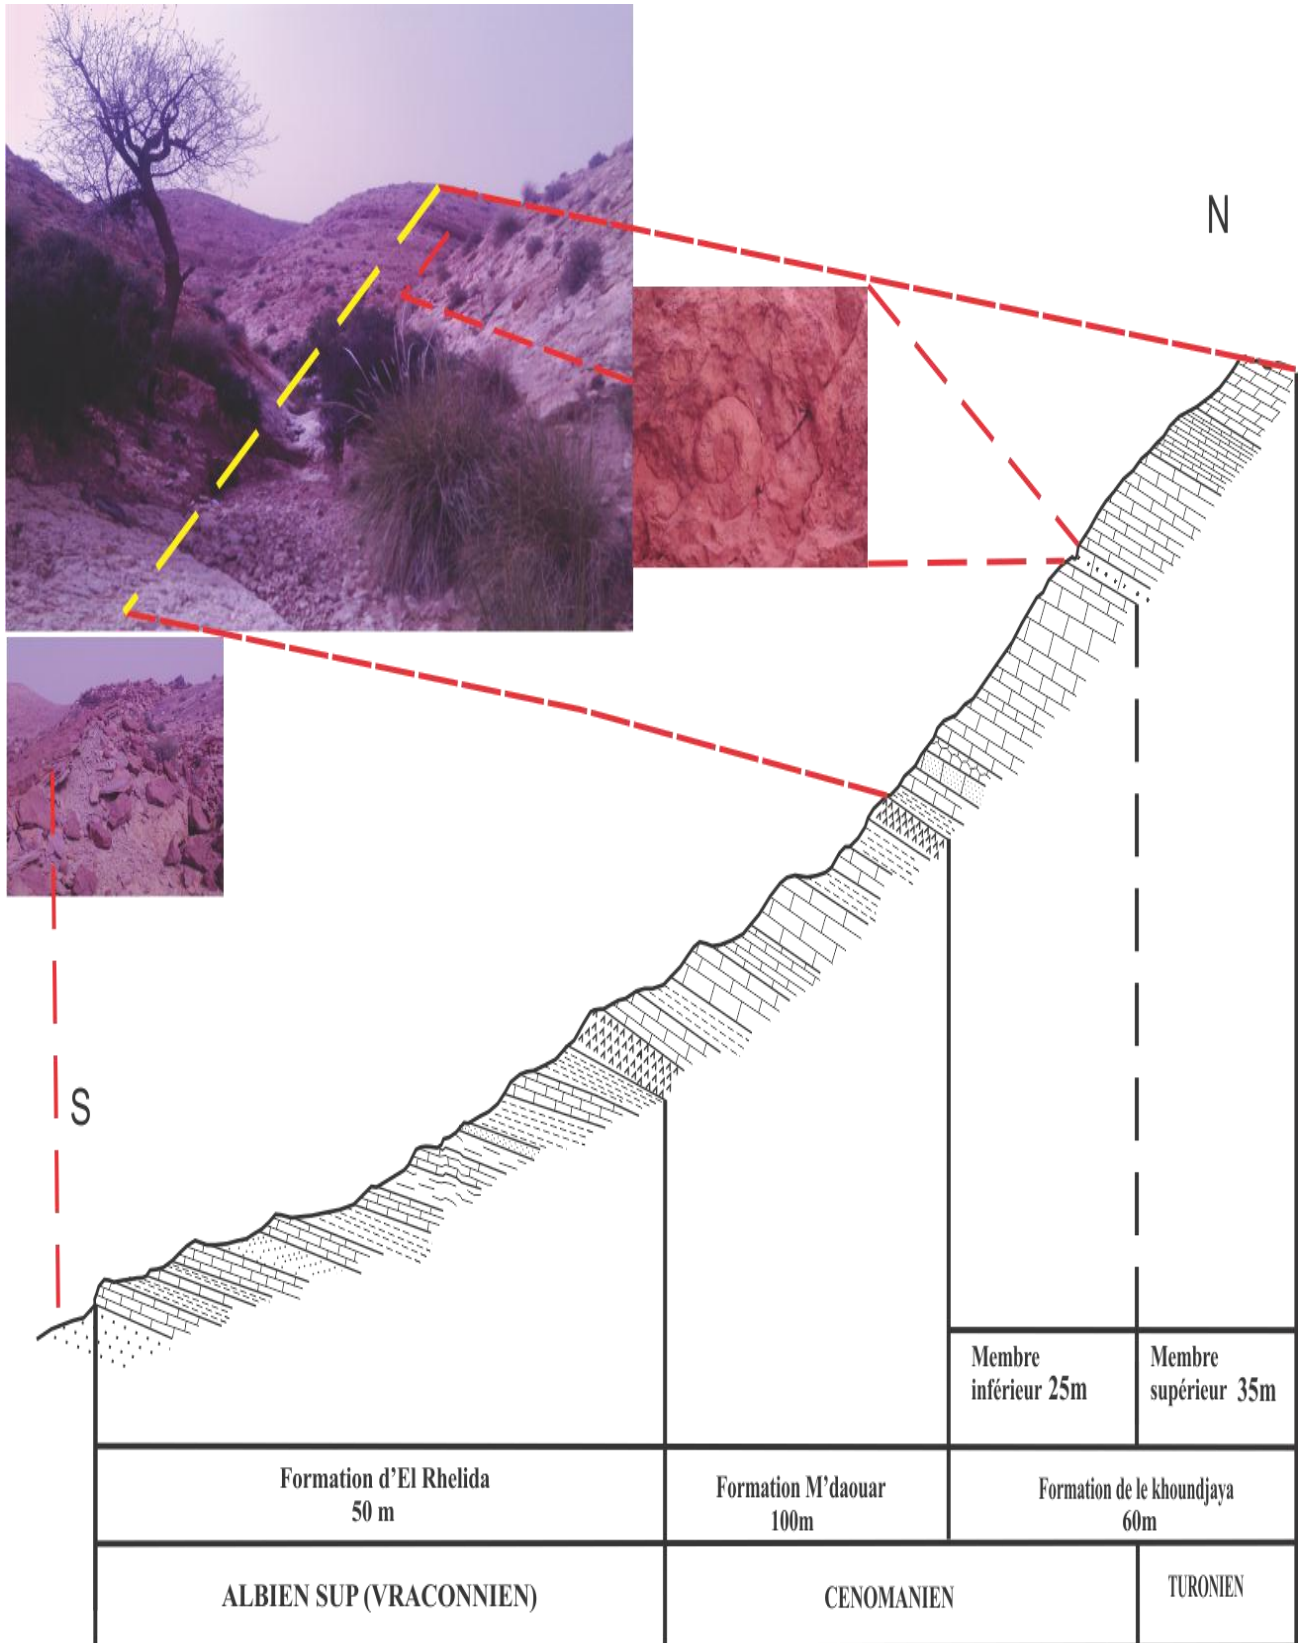 N
S
Membre
inférieur 25m
Membre
supérieur 35m
Formation d'El Rhelida
50 m
Formation M'daouar
100m
Formation de le khoundjaya
60m
ALBIEN SUP (VRACONNIEN)
CENOMANIEN
TURONIEN